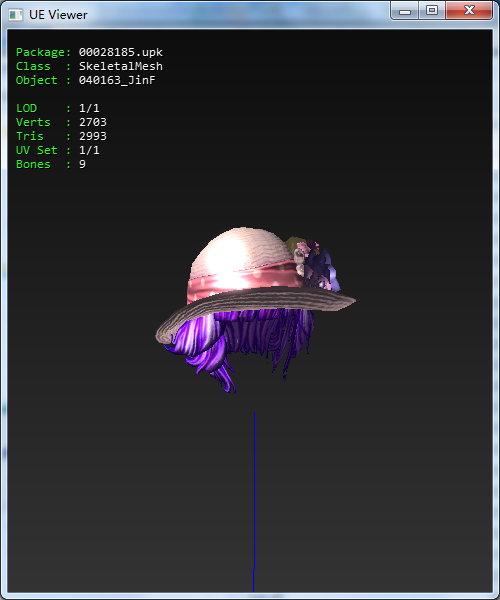 UE Viewer
Package: 00028185.upk
Class : SkeletalMesh
Object : 040163_JinF
LOD : 1/1
Verts : 2703
Tris : 2993
UV Set : 1/1
Bones : 9